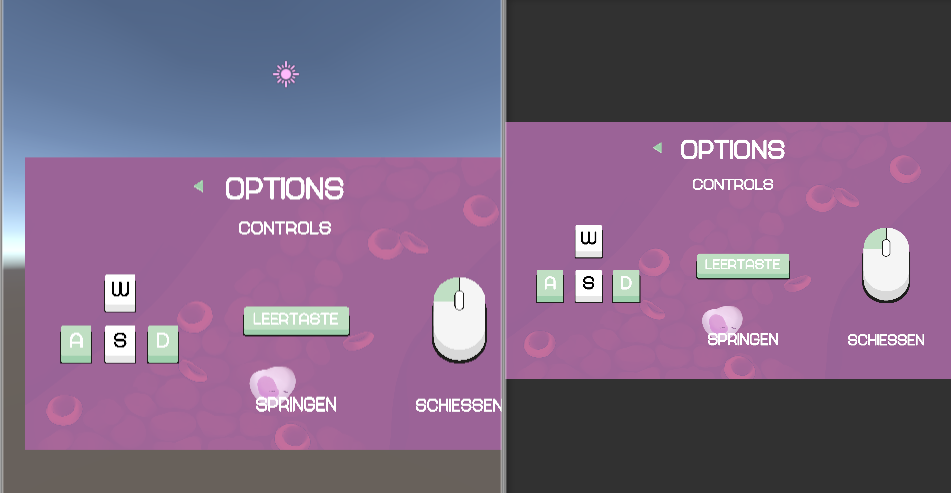 OPTIONS
CONTROLS
W
A S D
LEERTASTE
SPRINGEN
SCHIESSEN
OPTIONS
CONTROLS
W
A S D
LEERTASTE
SPRINGEN
SCHIESSEN